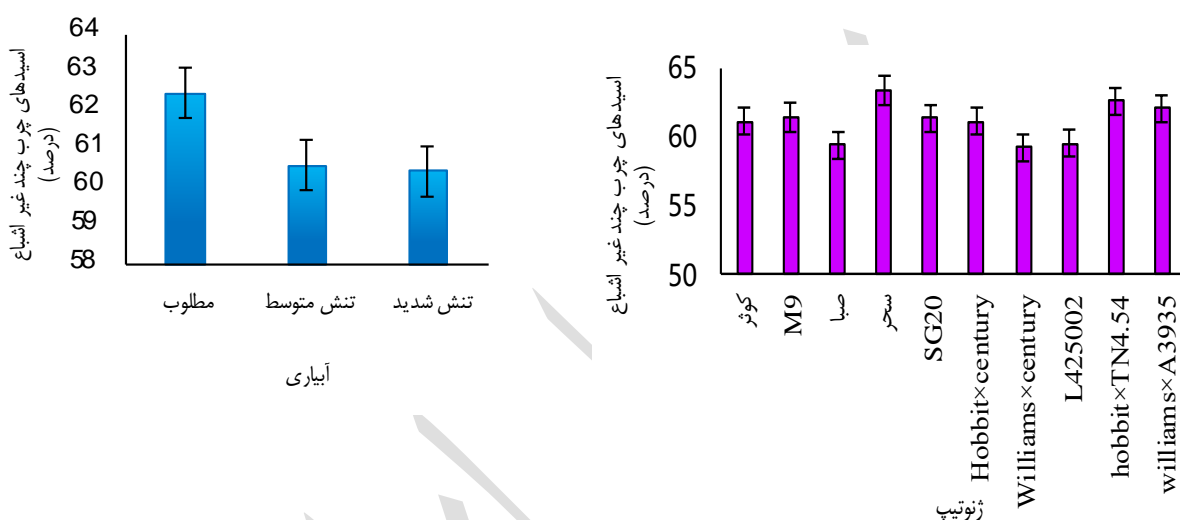 اسیدهای چرب چند غیر اشباع
(درصد)
64
63
62
61
60
59
58
مطلوب
تنش متوسط
تنش شدید
آبیاری
اسیدهای چرب چند غیر اشباع
(درصد)
65
60
55
50
کوثر
M9
صبا
سحر
SG20
Hobbit×century
Williams×century
L425002
hobbit×TN4.54
williams×A3935
ژنوتیپ